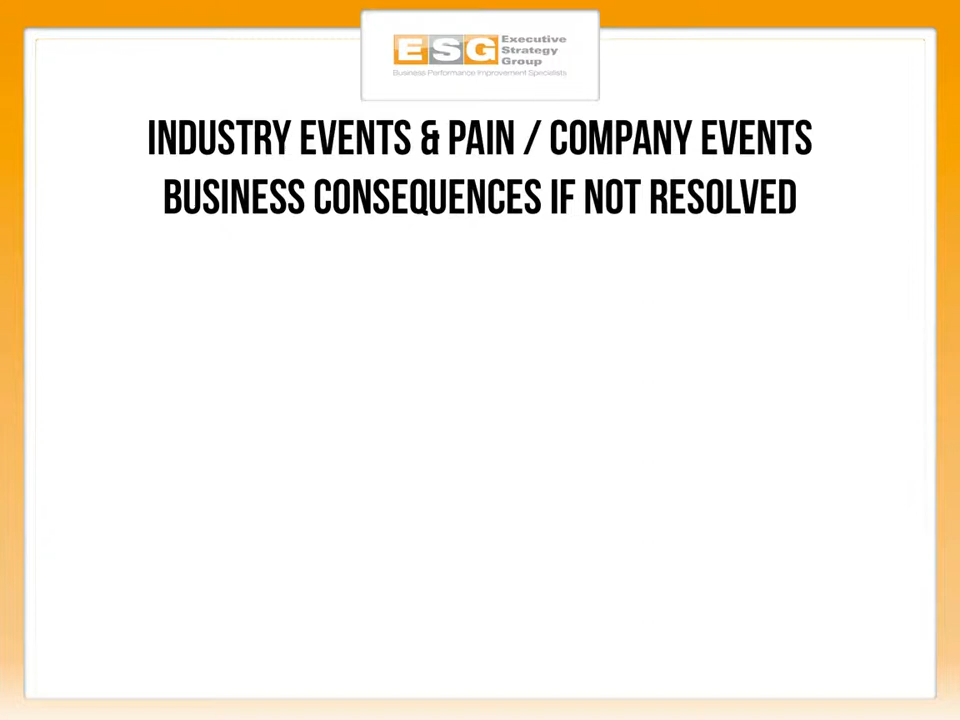 ESG Executive
Strategy
Group
Business Performance Improvement Specialists
INDUSTRY EVENTS & PAIN / COMPANY EVENTS
BUSINESS CONSEQUENCES IF NOT RESOLVED